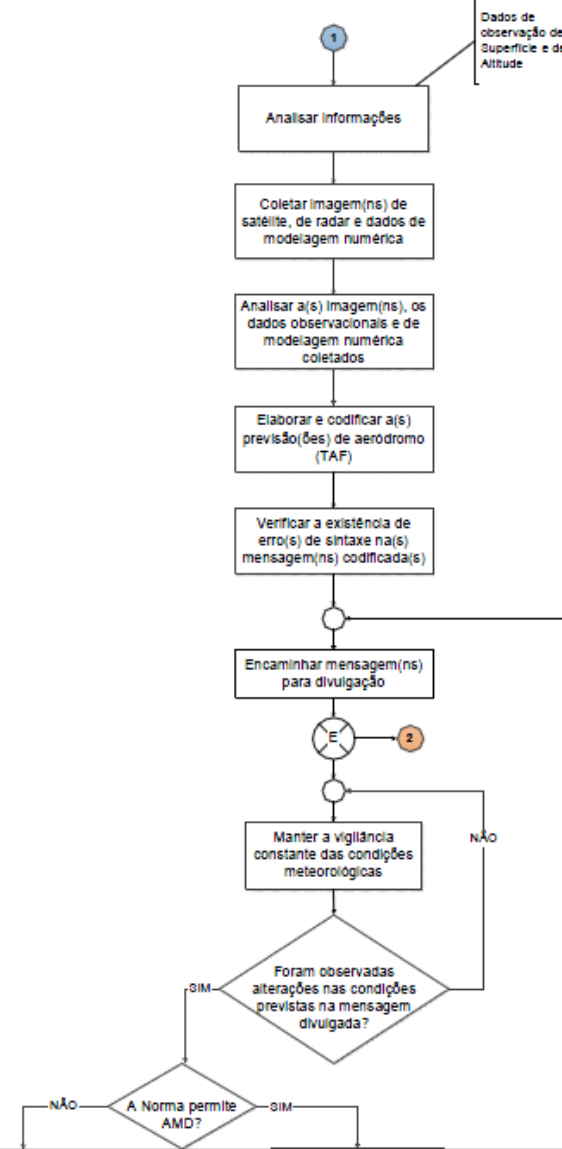 Dados de
observação de
Superfície e de
Altitude
1
Analisar Informações
Coletar Imagem(ns) de
satélite, de radar e dados de
modelagem numérica
Analisar a(s) Imagem(ns), os
dados observacionais e de
modelagem numérica
coletados
Elaborar e codificar a(s)
previsão(ões) de aeródromo
(TAF)
Verificar a existência de
erro(s) de sintaxe na(s)
mensagem(ns) codificada(s)
Encaminhar mensagem(ns)
para divulgação
E
2
Manter a vigilância
constante das condições
meteorológicas
NÃO
Foram observadas
alterações nas condições
previstas na mensagem
divulgada?
SIM
A Norma permite
AMD?
NÃO
SIM